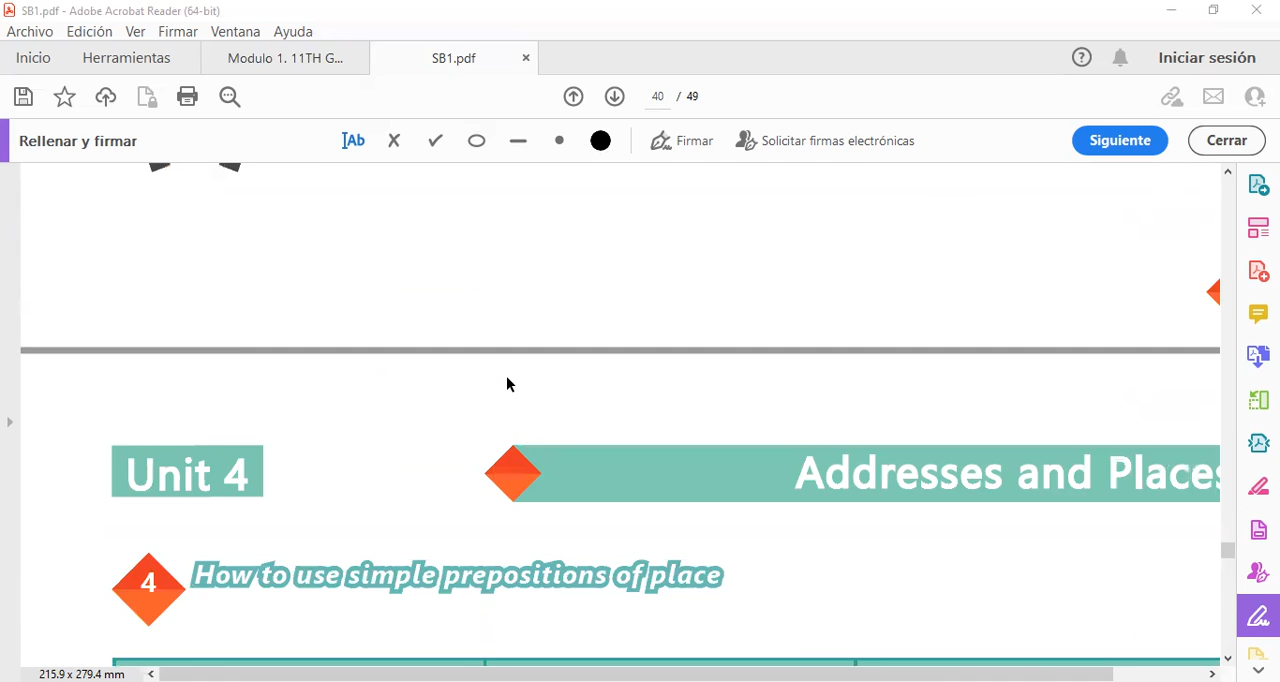 SB1.pdf - Adobe Acrobat Reader (64-bit)
Archivo Edición Ver Firmar Ventana Ayuda
Inicio Herramientas Modulo 1. 11TH G... SB1.pdf × ? Iniciar sesión
40 / 49
Rellenar y firmar Ab Firmar Solicitar firmas electrónicas Siguiente Cerrar
Unit 4 Addresses and Places
4 How to use simple prepositions of place
215.9 x 279.4 mm